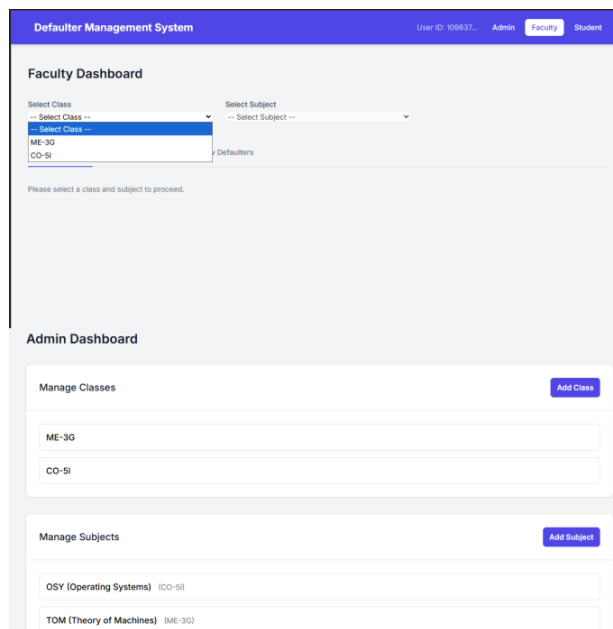 Defaulter Management System User ID: 109837... Admin Faculty Student
Faculty Dashboard
Select Class Select Subject
-- Select Class -- -- Select Subject --
-- Select Class --
ME-3G
CO-5I
Defaulters
Please select a class and subject to proceed.
Admin Dashboard
Manage Classes Add Class
ME-3G
CO-5I
Manage Subjects Add Subject
OSY (Operating Systems) (CO-5I)
TOM (Theory of Machines) (ME-3G)